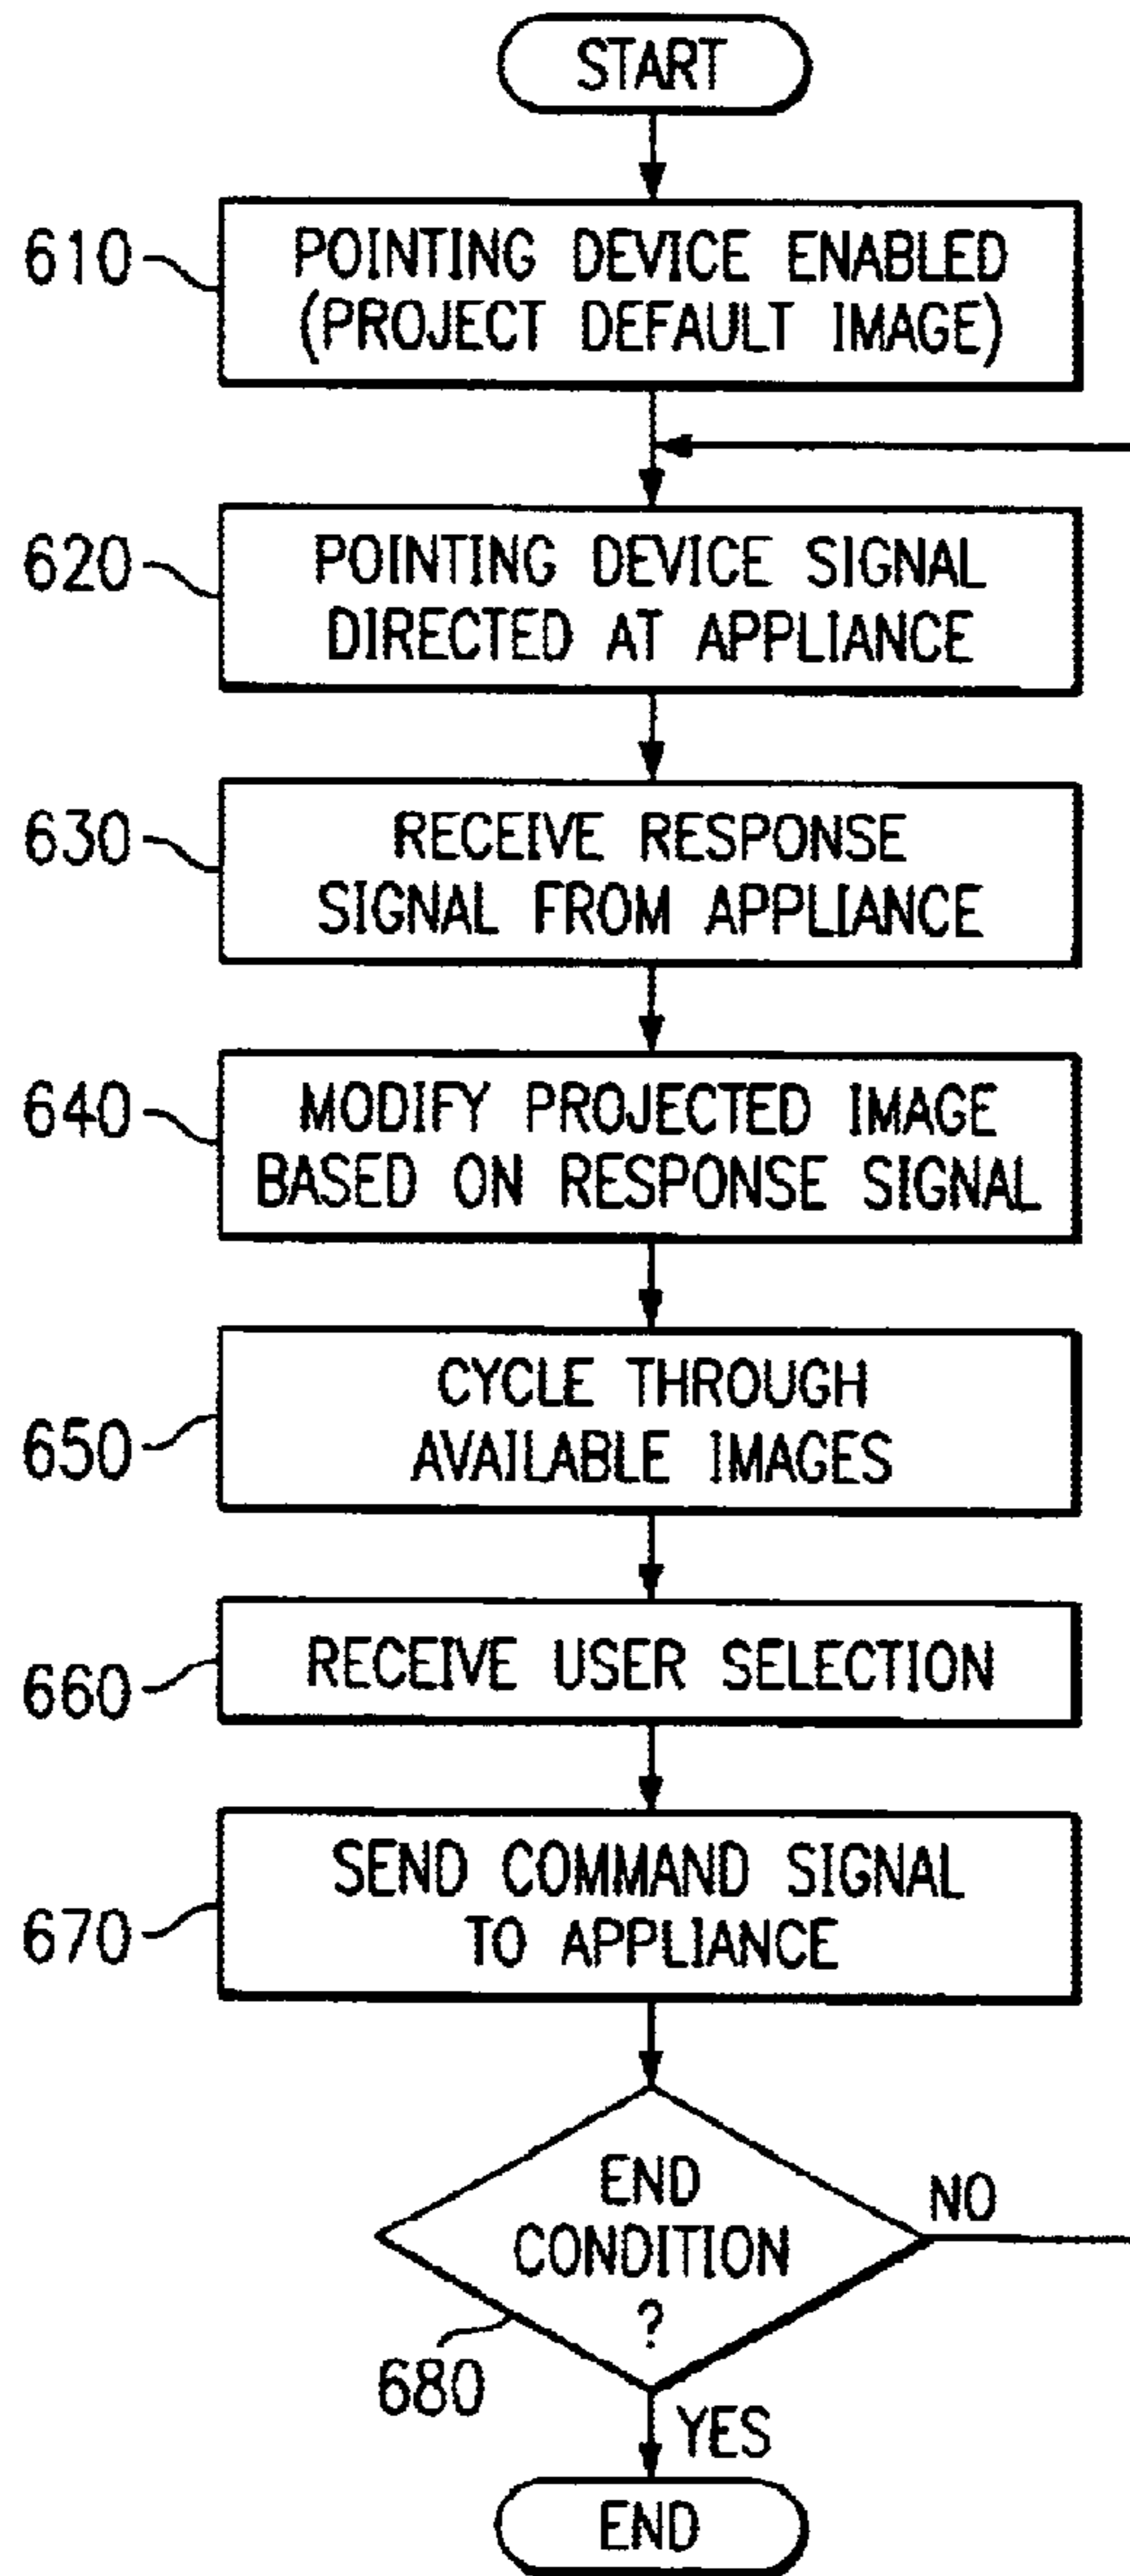 START
610
POINTING DEVICE ENABLED
(PROJECT DEFAULT IMAGE)
620
POINTING DEVICE SIGNAL
DIRECTED AT APPLIANCE
630
RECEIVE RESPONSE
SIGNAL FROM APPLIANCE
640
MODIFY PROJECTED IMAGE
BASED ON RESPONSE SIGNAL
650
CYCLE THROUGH
AVAILABLE IMAGES
660
RECEIVE USER SELECTION
670
SEND COMMAND SIGNAL
TO APPLIANCE
END
CONDITION
?
NO
680
YES
END